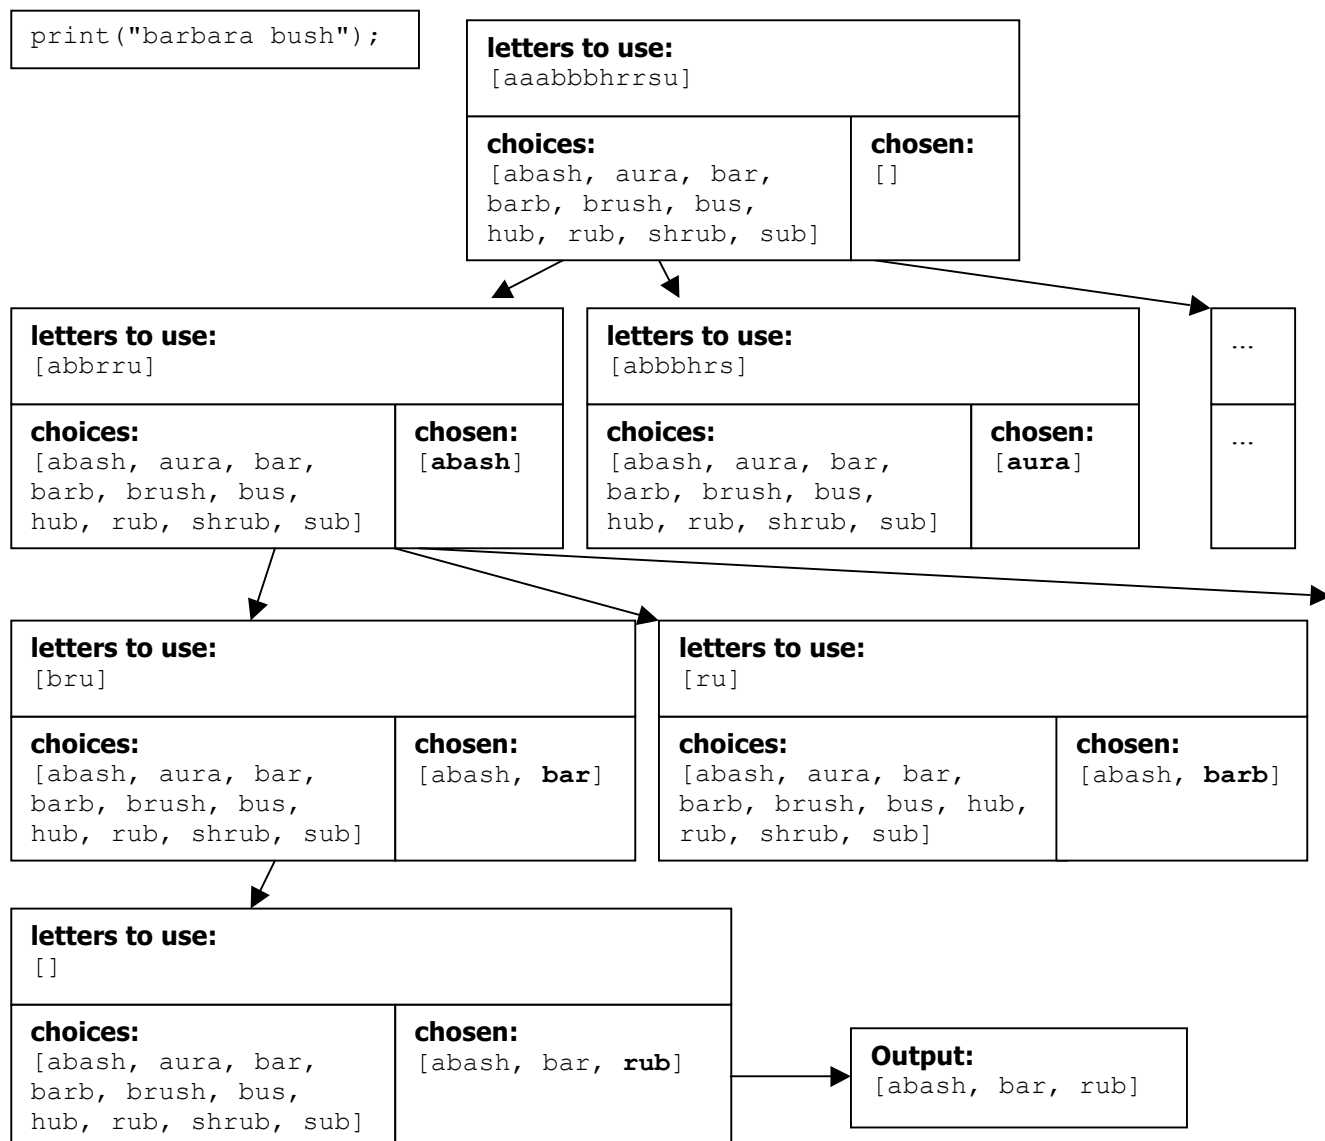 print("barbara bush");
letters to use:
[aaabbbhrrsu]
choices:
[abash, aura, bar,
barb, brush, bus,
hub, rub, shrub, sub]
chosen:
[]
letters to use:
[abbrru]
choices:
[abash, aura, bar,
barb, brush, bus,
hub, rub, shrub, sub]
chosen:
[abash]
letters to use:
[abbbhrs]
choices:
[abash, aura, bar,
barb, brush, bus,
hub, rub, shrub, sub]
chosen:
[aura]
...
...
letters to use:
[bru]
choices:
[abash, aura, bar,
barb, brush, bus,
hub, rub, shrub, sub]
chosen:
[abash, bar]
letters to use:
[ru]
choices:
[abash, aura, bar,
barb, brush, bus, hub,
rub, shrub, sub]
chosen:
[abash, barb]
letters to use:
[]
choices:
[abash, aura, bar,
barb, brush, bus,
hub, rub, shrub, sub]
chosen:
[abash, bar, rub]
Output:
[abash, bar, rub]